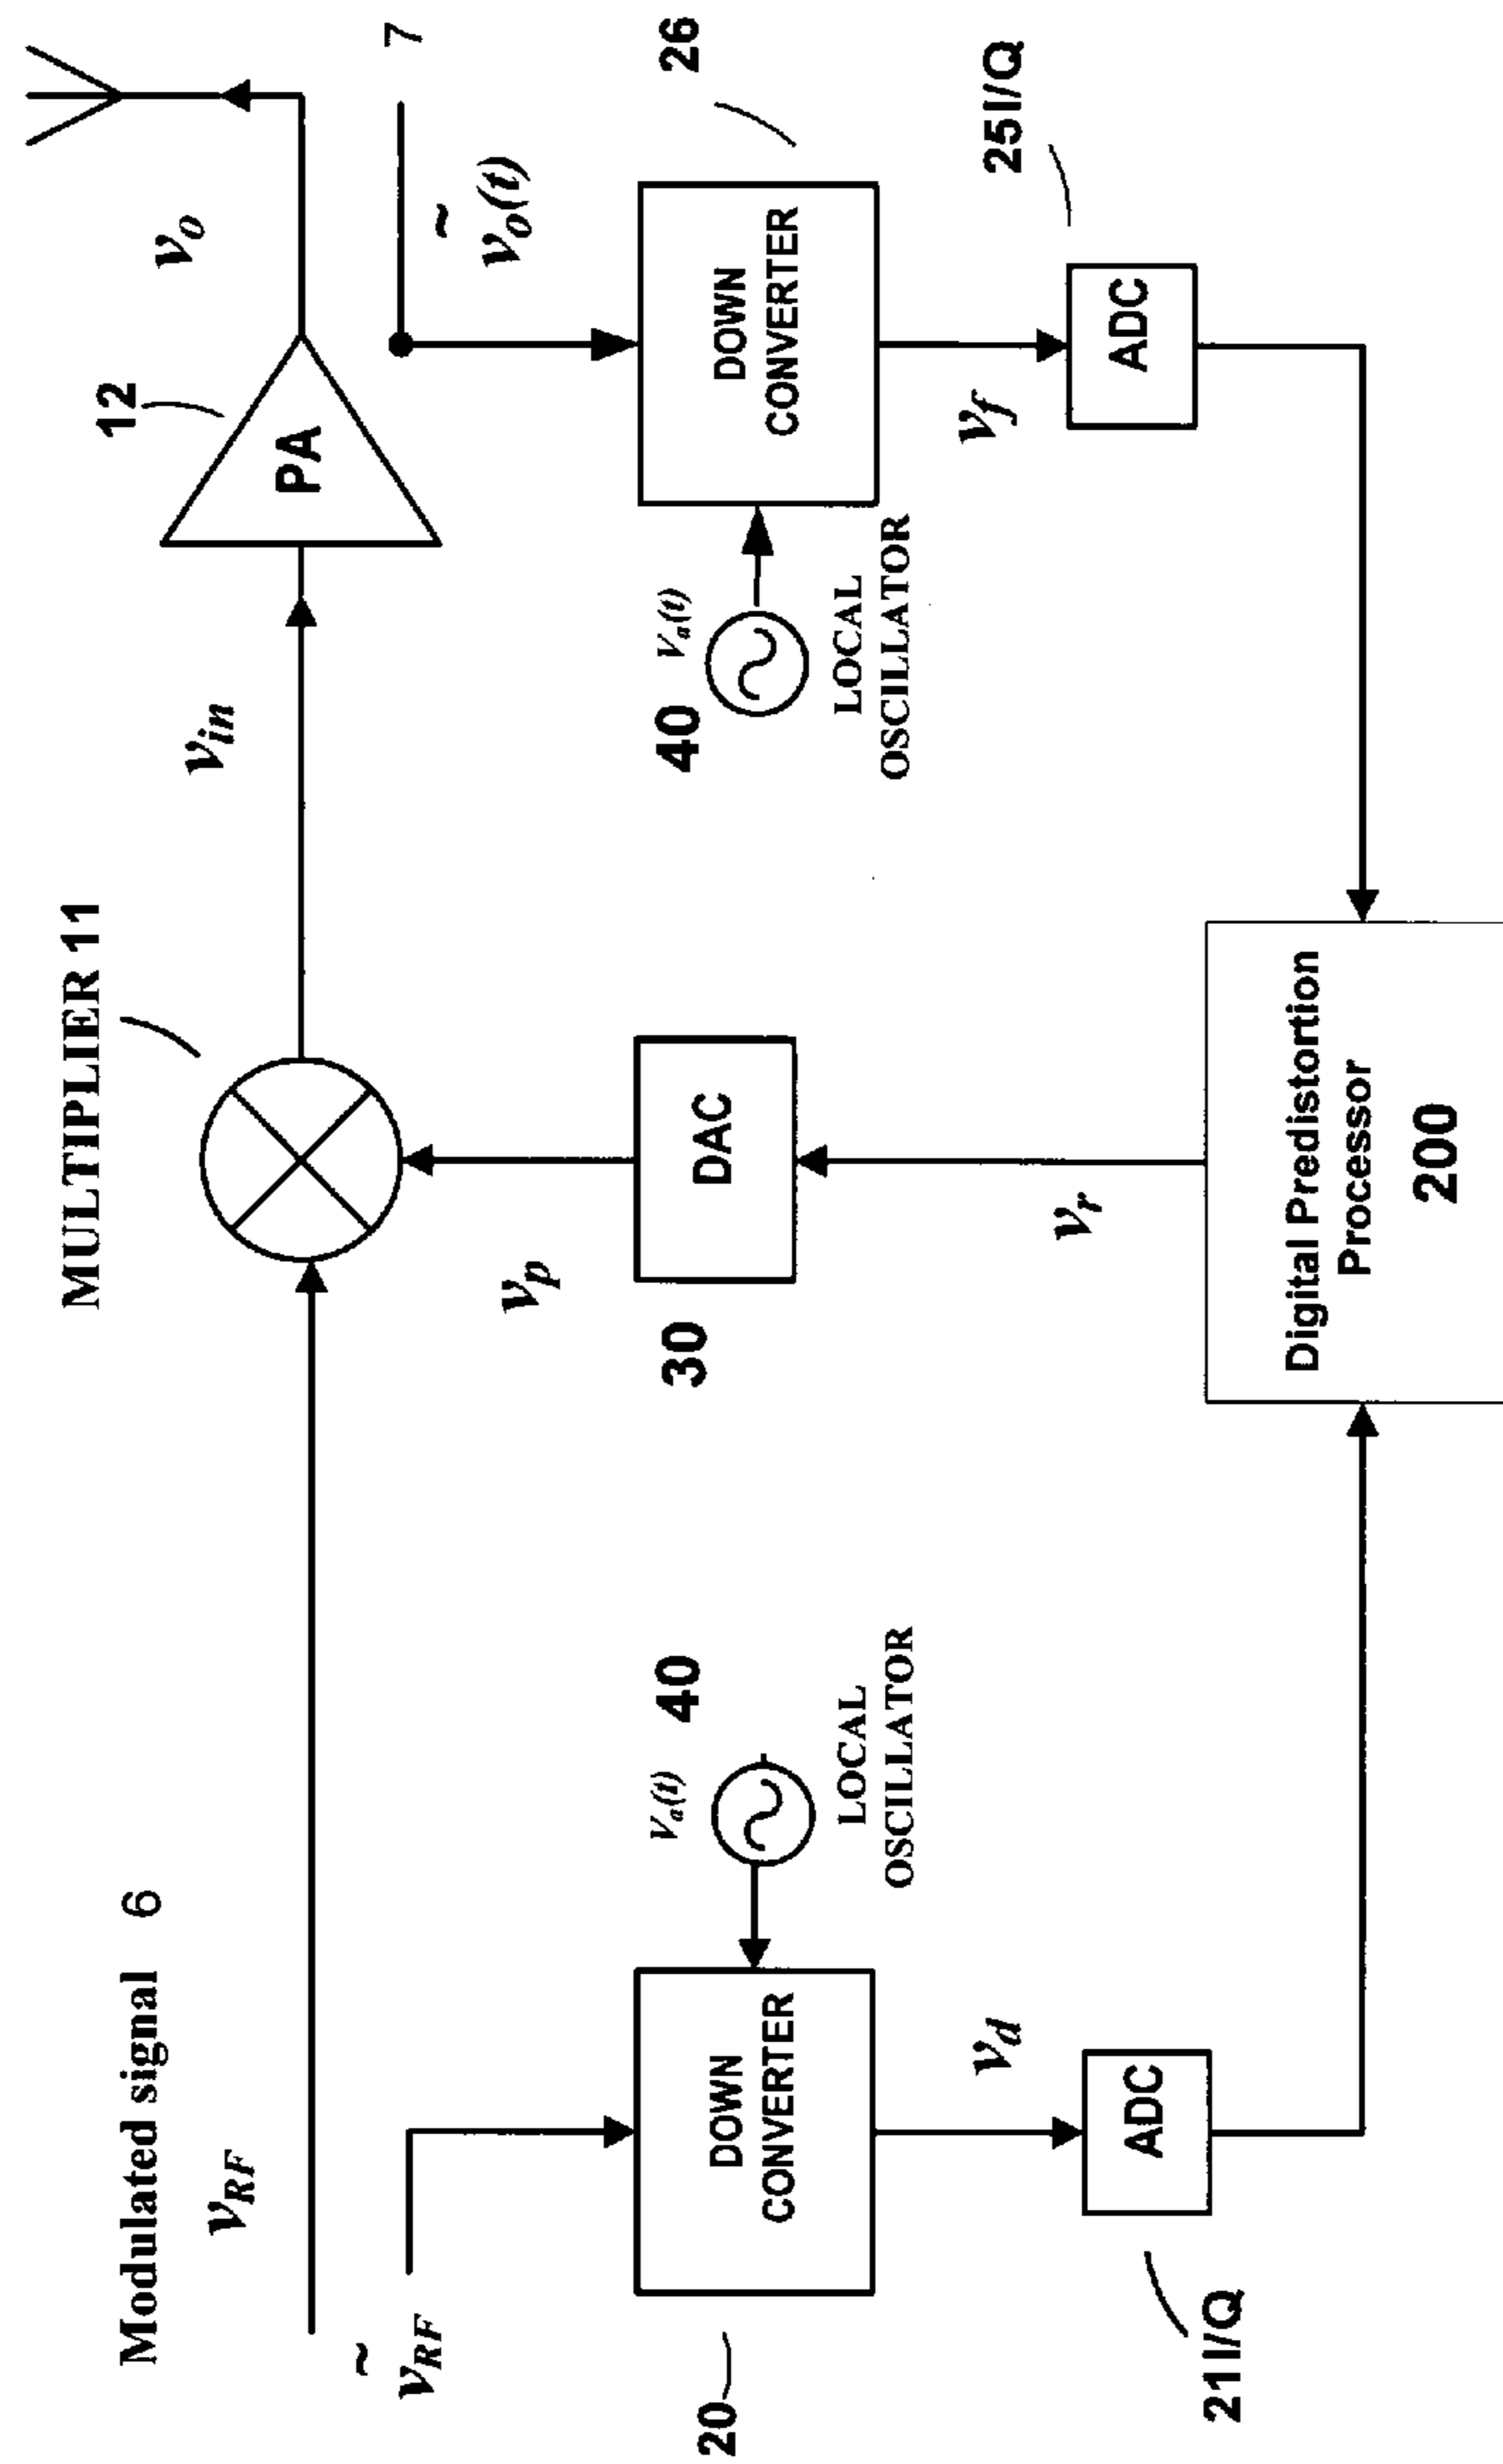 Modulated signal 6
v_RF
MULTIPLIER 11
v_in
12
PA
v_o
7
ṽ_RF
20
DOWN
CONVERTER
V_a(t)
40
LOCAL
OSCILLATOR
v_d
ADC
21I/Q
v_p
30
DAC
v_r
Digital Predistortion
Processor
200
40
V_a(t)
LOCAL
OSCILLATOR
ṽ_o(t)
26
DOWN
CONVERTER
v_f
ADC
25I/Q